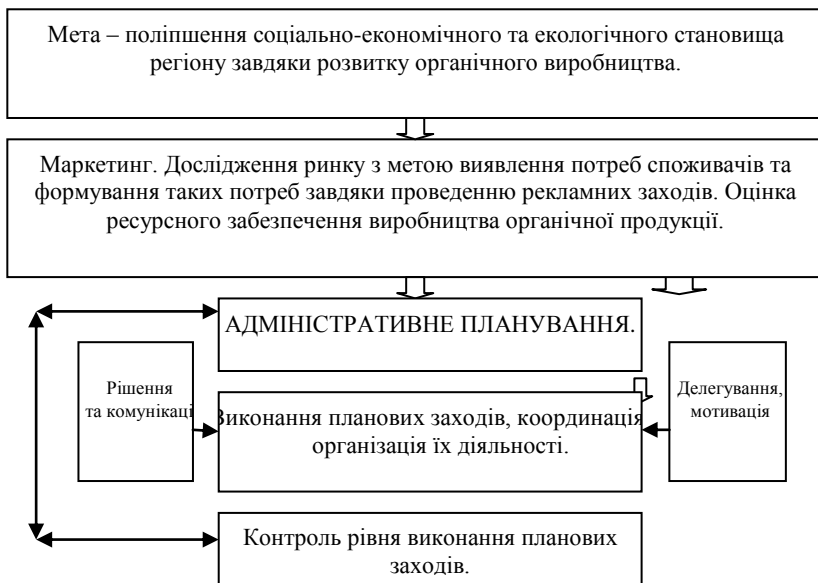 Мета – поліпшення соціально-економічного та екологічного становища
регіону завдяки розвитку органічного виробництва.
Маркетинг. Дослідження ринку з метою виявлення потреб споживачів та
формування таких потреб завдяки проведенню рекламних заходів. Оцінка
ресурсного забезпечення виробництва органічної продукції.
АДМІНІСТРАТИВНЕ ПЛАНУВАННЯ.
Рішення
та комунікаці
Виконання планових заходів, координація
організація їх діяльності.
Делегування,
мотивація
Контроль рівня виконання планових
заходів.